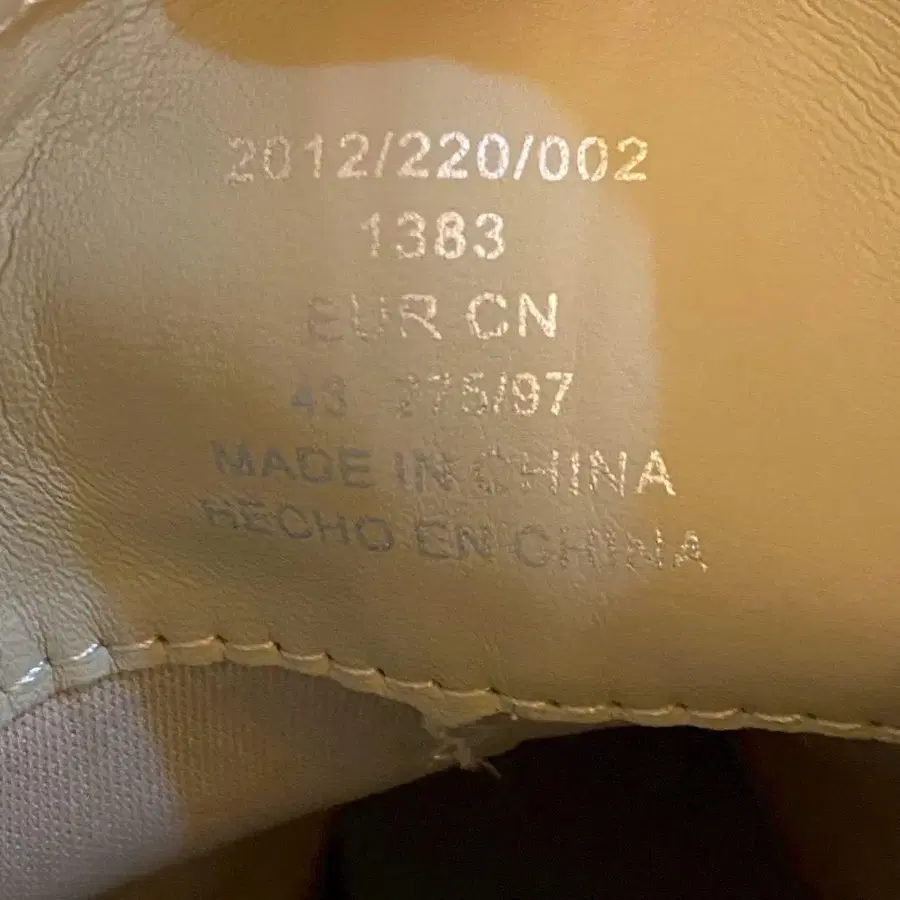 2012/220/002
1383
EUR CN
43 275/97
MADE IN CHINA
HECHO EN CHINA